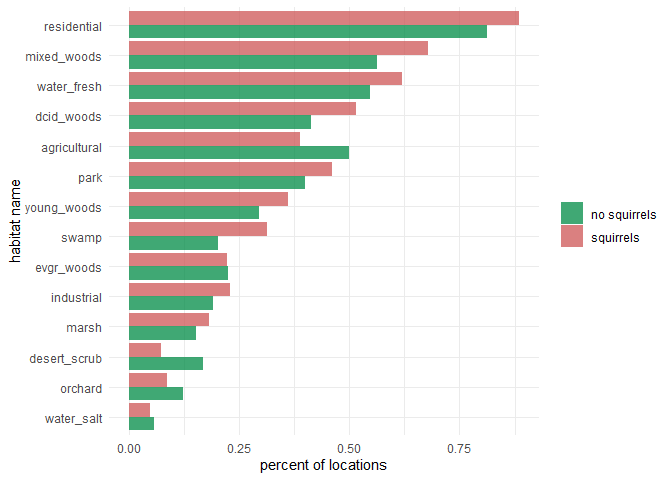 residential
mixed_woods
water_fresh
dcid_woods
agricultural
park
young_woods
swamp
evgr_woods
industrial
marsh
desert_scrub
orchard
water_salt
habitat name
0.00 0.25 0.50 0.75
percent of locations
no squirrels
squirrels